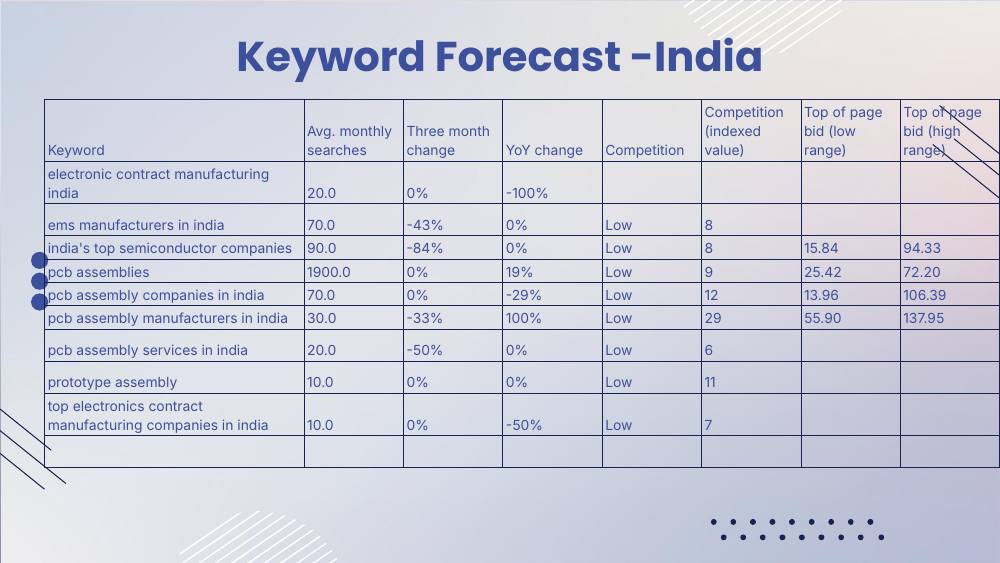 Keyword Forecast -India
Keyword
Avg. monthly searches
Three month change
YoY change
Competition
Competition (indexed value)
Top of page bid (low range)
Top of page bid (high range)
electronic contract manufacturing india 20.0 0% -100%
ems manufacturers in india 70.0 -43% 0% Low 8
india's top semiconductor companies 90.0 -84% 0% Low 8 15.84 94.33
pcb assemblies 1900.0 0% 19% Low 9 25.42 72.20
pcb assembly companies in india 70.0 0% -29% Low 12 13.96 106.39
pcb assembly manufacturers in india 30.0 -33% 100% Low 29 55.90 137.95
pcb assembly services in india 20.0 -50% 0% Low 6
prototype assembly 10.0 0% 0% Low 11
top electronics contract manufacturing companies in india 10.0 0% -50% Low 7